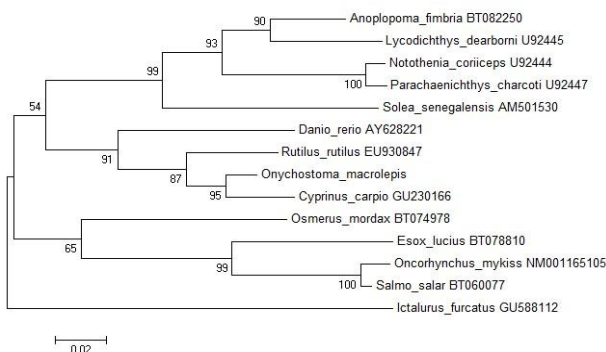 Anoplopoma_fimbria BT082250
90
Lycodichthys_dearborni U92445
93
Notothenia_coriiceps U92444
99
100
Parachaenichthys_charcoti U92447
Solea_senegalensis AM501530
54
Danio_rerio AY628221
91
Rutilus_rutilus EU930847
87
Onychostoma_macrolepis
95
Cyprinus_carpio GU230166
Osmerus_mordax BT074978
65
Esox_lucius BT078810
99
Oncorhynchus_mykiss NM001165105
100
Salmo_salar BT060077
Ictalurus_furcatus GU588112
0.02